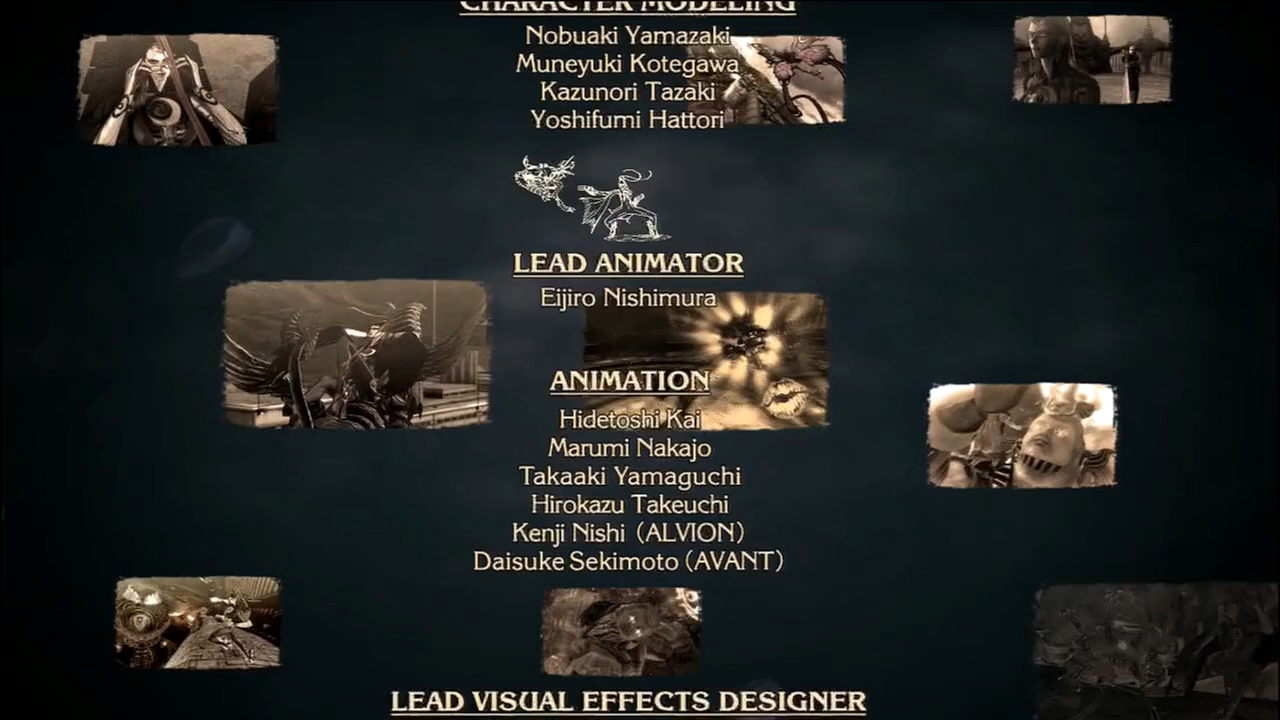 CHARACTER MODELING
Nobuaki Yamazaki
Muneyuki Kotegawa
Kazunori Tazaki
Yoshifumi Hattori
LEAD ANIMATOR
Eijiro Nishimura
ANIMATION
Hidetoshi Kai
Marumi Nakajo
Takaaki Yamaguchi
Hirokazu Takeuchi
Kenji Nishi (ALVION)
Daisuke Sekimoto (AVANT)
LEAD VISUAL EFFECTS DESIGNER